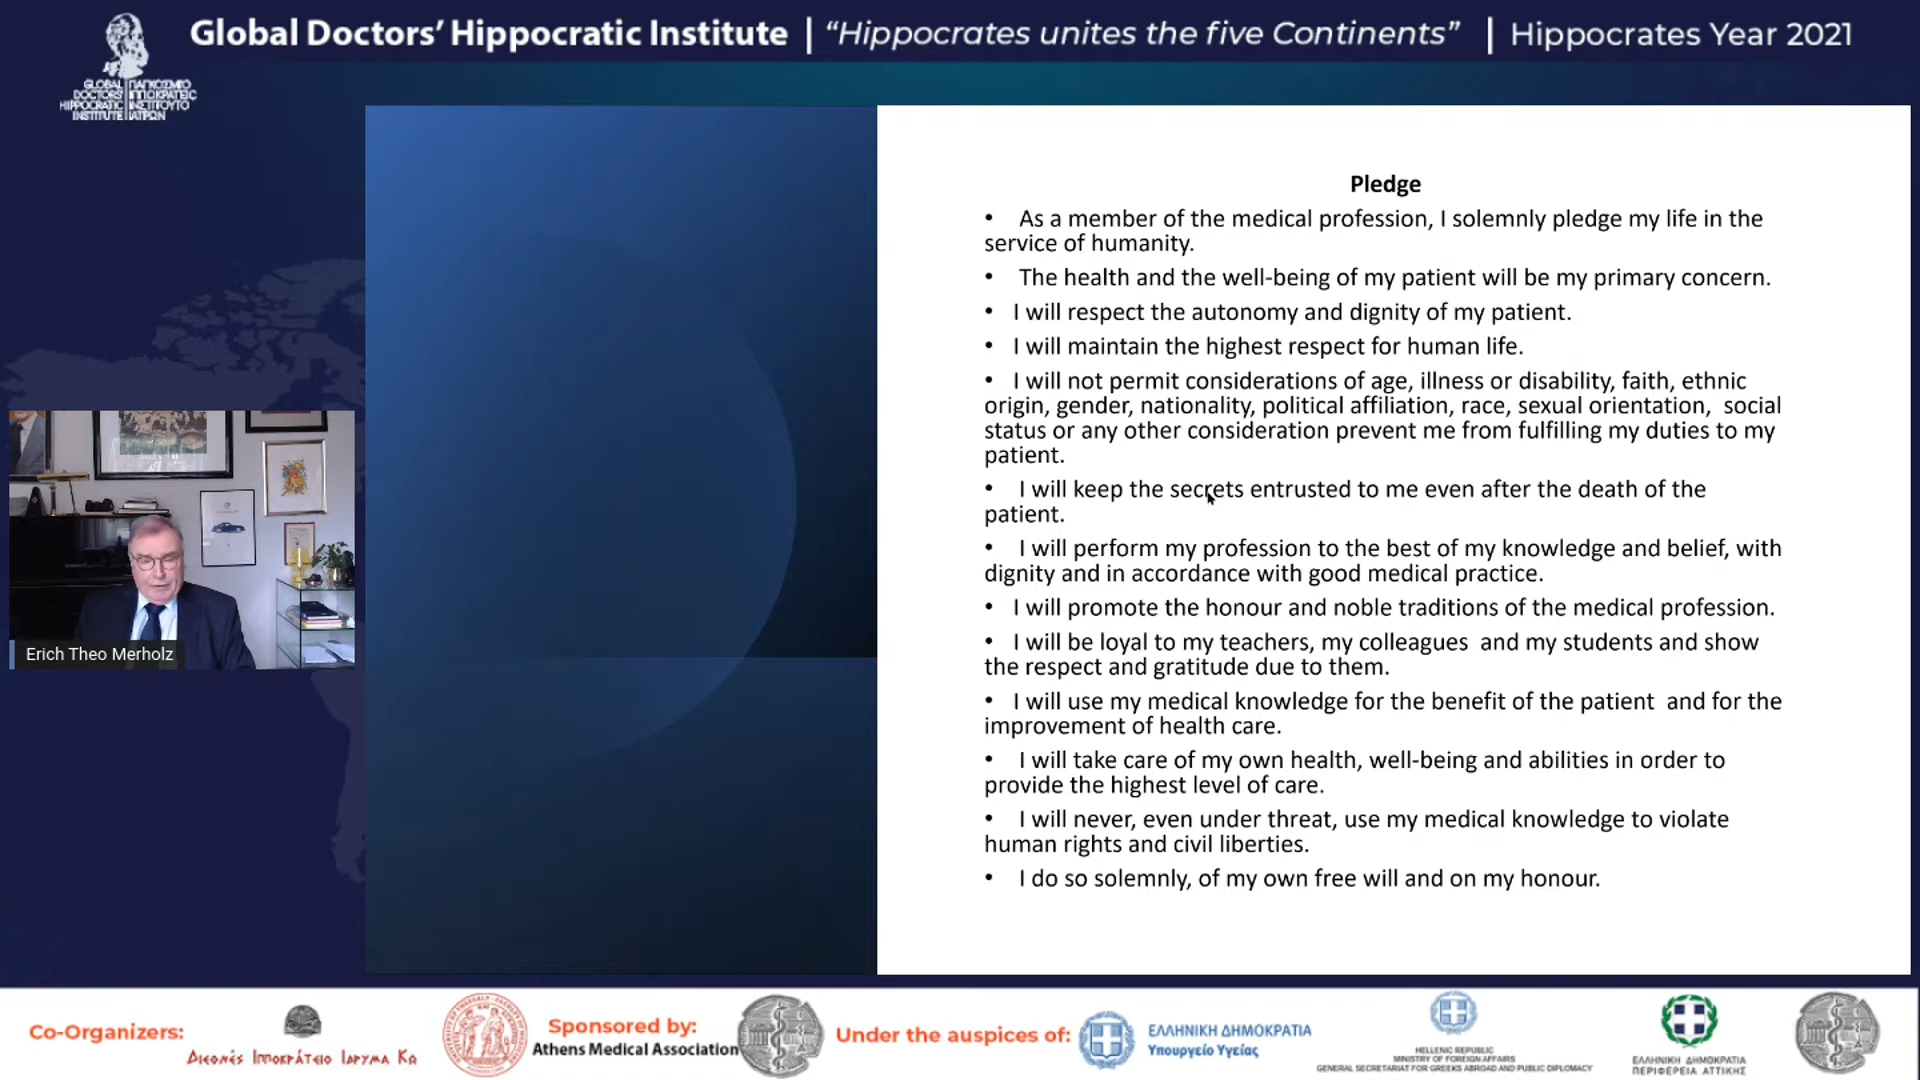 Global Doctors’ Hippocratic Institute | “Hippocrates unites the five Continents” | Hippocrates Year 2021
GLOBAL ΠΑΓΚΟΣΜΙΟ
DOCTORS' ΙΠΠΟΚΡΑΤΕΙΟ
HIPPOCRATIC ΙΝΣΤΙΤΟΥΤΟ
INSTITUTE ΙΑΤΡΩΝ
Pledge
• As a member of the medical profession, I solemnly pledge my life in the
service of humanity.
• The health and the well-being of my patient will be my primary concern.
• I will respect the autonomy and dignity of my patient.
• I will maintain the highest respect for human life.
• I will not permit considerations of age, illness or disability, faith, ethnic
origin, gender, nationality, political affiliation, race, sexual orientation, social
status or any other consideration prevent me from fulfilling my duties to my
patient.
• I will keep the secrets entrusted to me even after the death of the
patient.
• I will perform my profession to the best of my knowledge and belief, with
dignity and in accordance with good medical practice.
• I will promote the honour and noble traditions of the medical profession.
• I will be loyal to my teachers, my colleagues and my students and show
the respect and gratitude due to them.
• I will use my medical knowledge for the benefit of the patient and for the
improvement of health care.
• I will take care of my own health, well-being and abilities in order to
provide the highest level of care.
• I will never, even under threat, use my medical knowledge to violate
human rights and civil liberties.
• I do so solemnly, of my own free will and on my honour.
Erich Theo Merholz
Co-Organizers:
Διεθνές Ιπποκράτειο Ιδρυμα Κω
Sponsored by:
Athens Medical Association
Under the auspices of:
ΕΛΛΗΝΙΚΗ ΔΗΜΟΚΡΑΤΙΑ
Υπουργείο Υγείας
HELLENIC REPUBLIC
MINISTRY OF FOREIGN AFFAIRS
GENERAL SECRETARIAT FOR GREEKS ABROAD AND PUBLIC DIPLOMACY
ΕΛΛΗΝΙΚΗ ΔΗΜΟΚΡΑΤΙΑ
ΠΕΡΙΦΕΡΕΙΑ ΑΤΤΙΚΗΣ